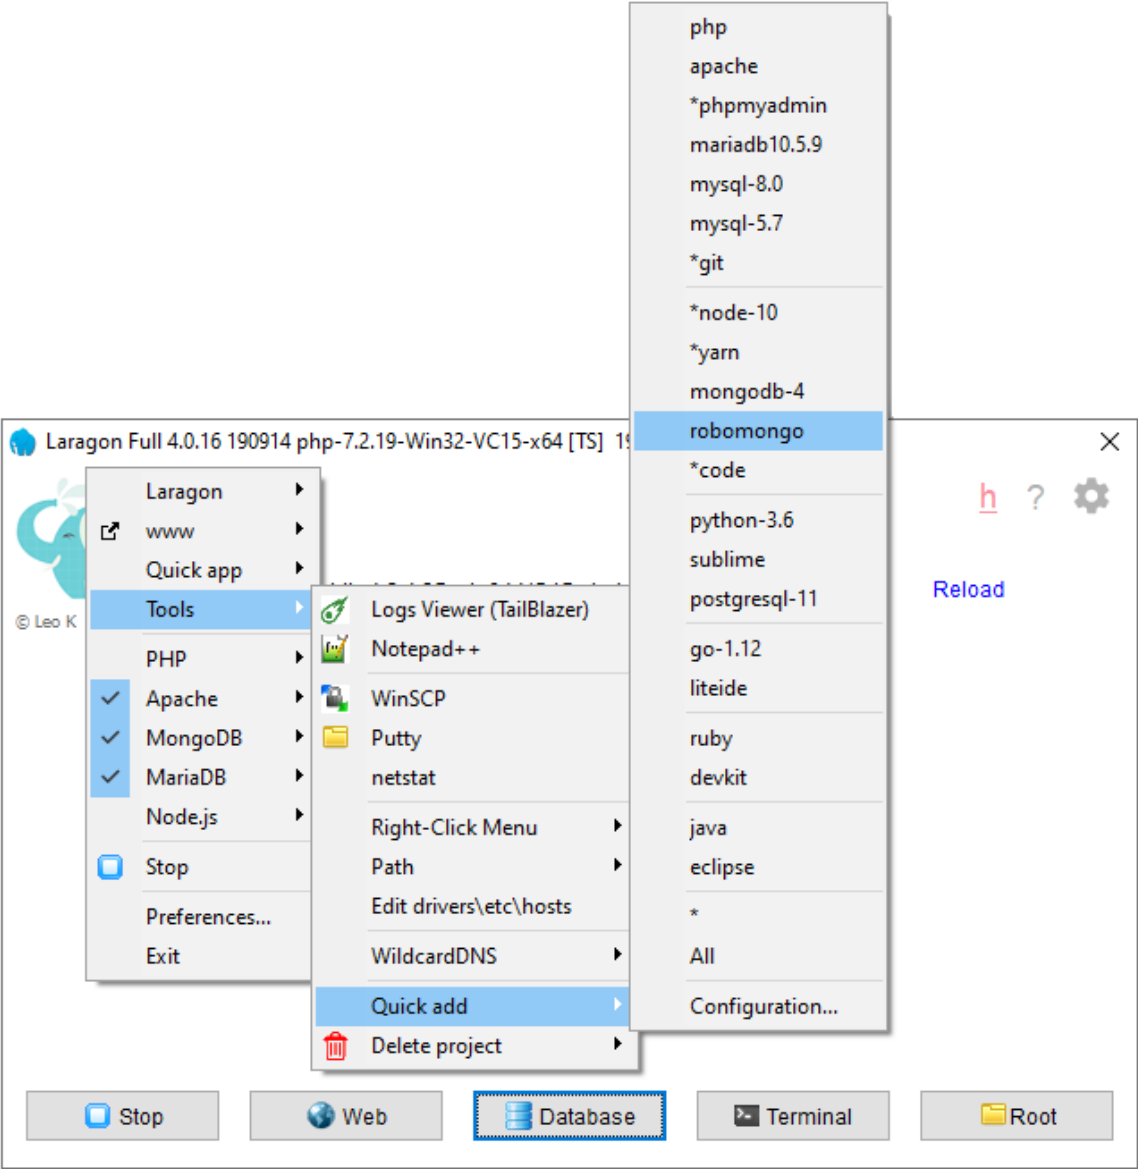 php
apache
*phpmyadmin
mariadb10.5.9
mysql-8.0
mysql-5.7
*git
*node-10
*yarn
mongodb-4
robomongo
*code
python-3.6
sublime
postgresql-11
go-1.12
liteide
ruby
devkit
java
eclipse
*
All
Configuration...
Laragon Full 4.0.16 190914 php-7.2.19-Win32-VC15-x64 [TS]
h ?
Reload
© Leo K
Laragon
www
Quick app
Tools
PHP
Apache
MongoDB
MariaDB
Node.js
Stop
Preferences...
Exit
Logs Viewer (TailBlazer)
Notepad++
WinSCP
Putty
netstat
Right-Click Menu
Path
Edit drivers\etc\hosts
WildcardDNS
Quick add
Delete project
Stop
Web
Database
Terminal
Root